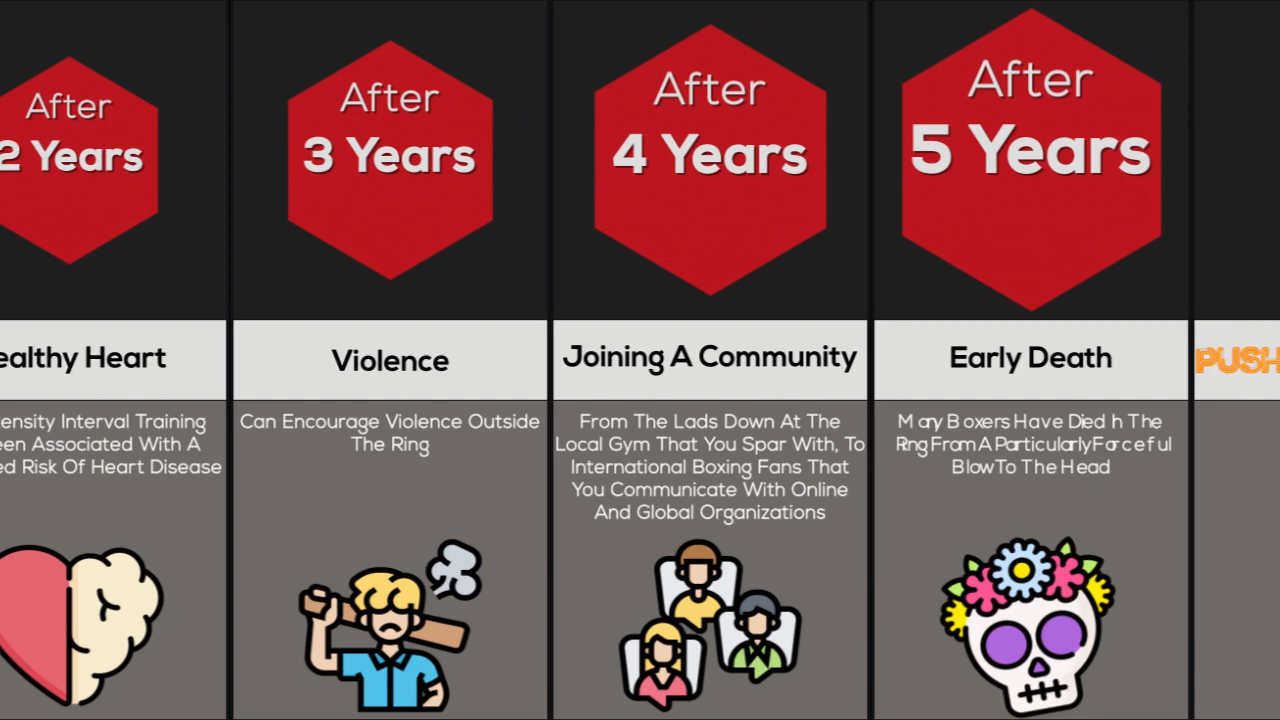 After
2 Years
After
3 Years
After
4 Years
After
5 Years
ealthy Heart
Violence
Joining A Community
Early Death
PUSH
ensity Interval Training
een Associated With A
ed Risk Of Heart Disease
Can Encourage Violence Outside
The Ring
From The Lads Down At The
Local Gym That You Spar With, To
International Boxing Fans That
You Communicate With Online
And Global Organizations
Many Boxers Have Died In The
Ring From A Particularly Forceful
Blow To The Head